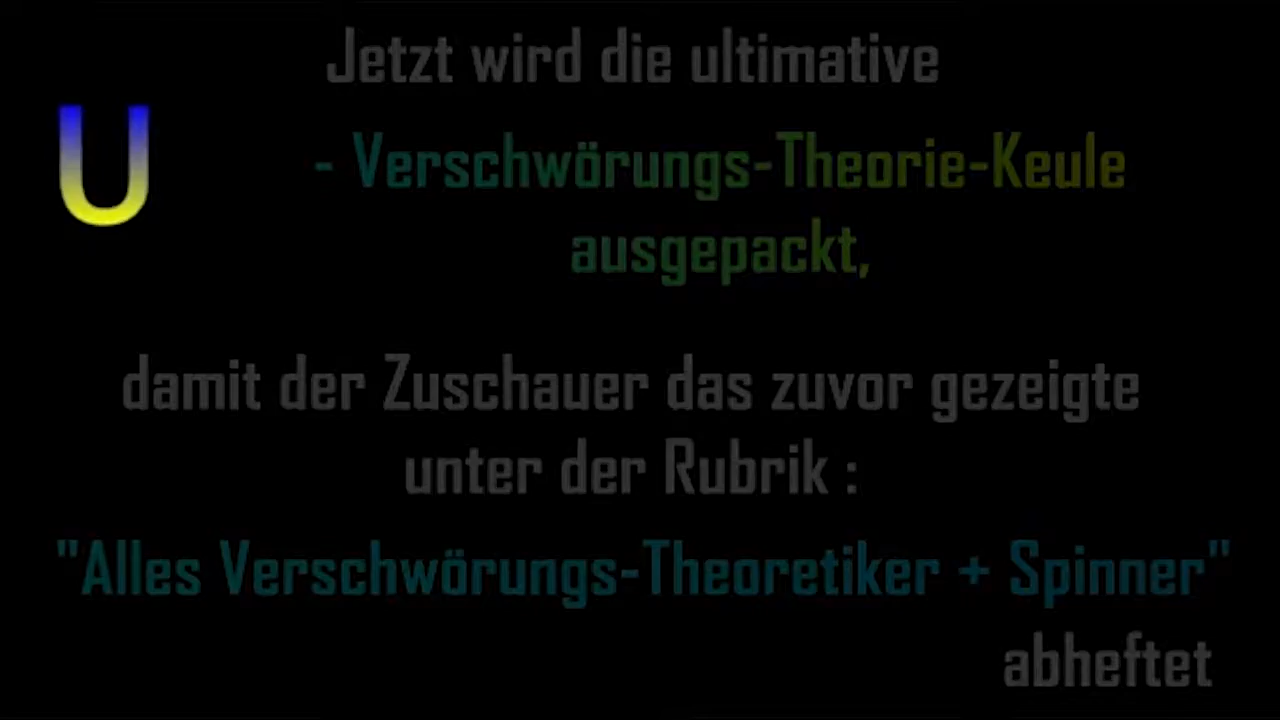 Jetzt wird die ultimative
U - Verschwörungs-Theorie-Keule
ausgepackt,
damit der Zuschauer das zuvor gezeigte
unter der Rubrik :
"Alles Verschwörungs-Theoretiker + Spinner"
abheftet